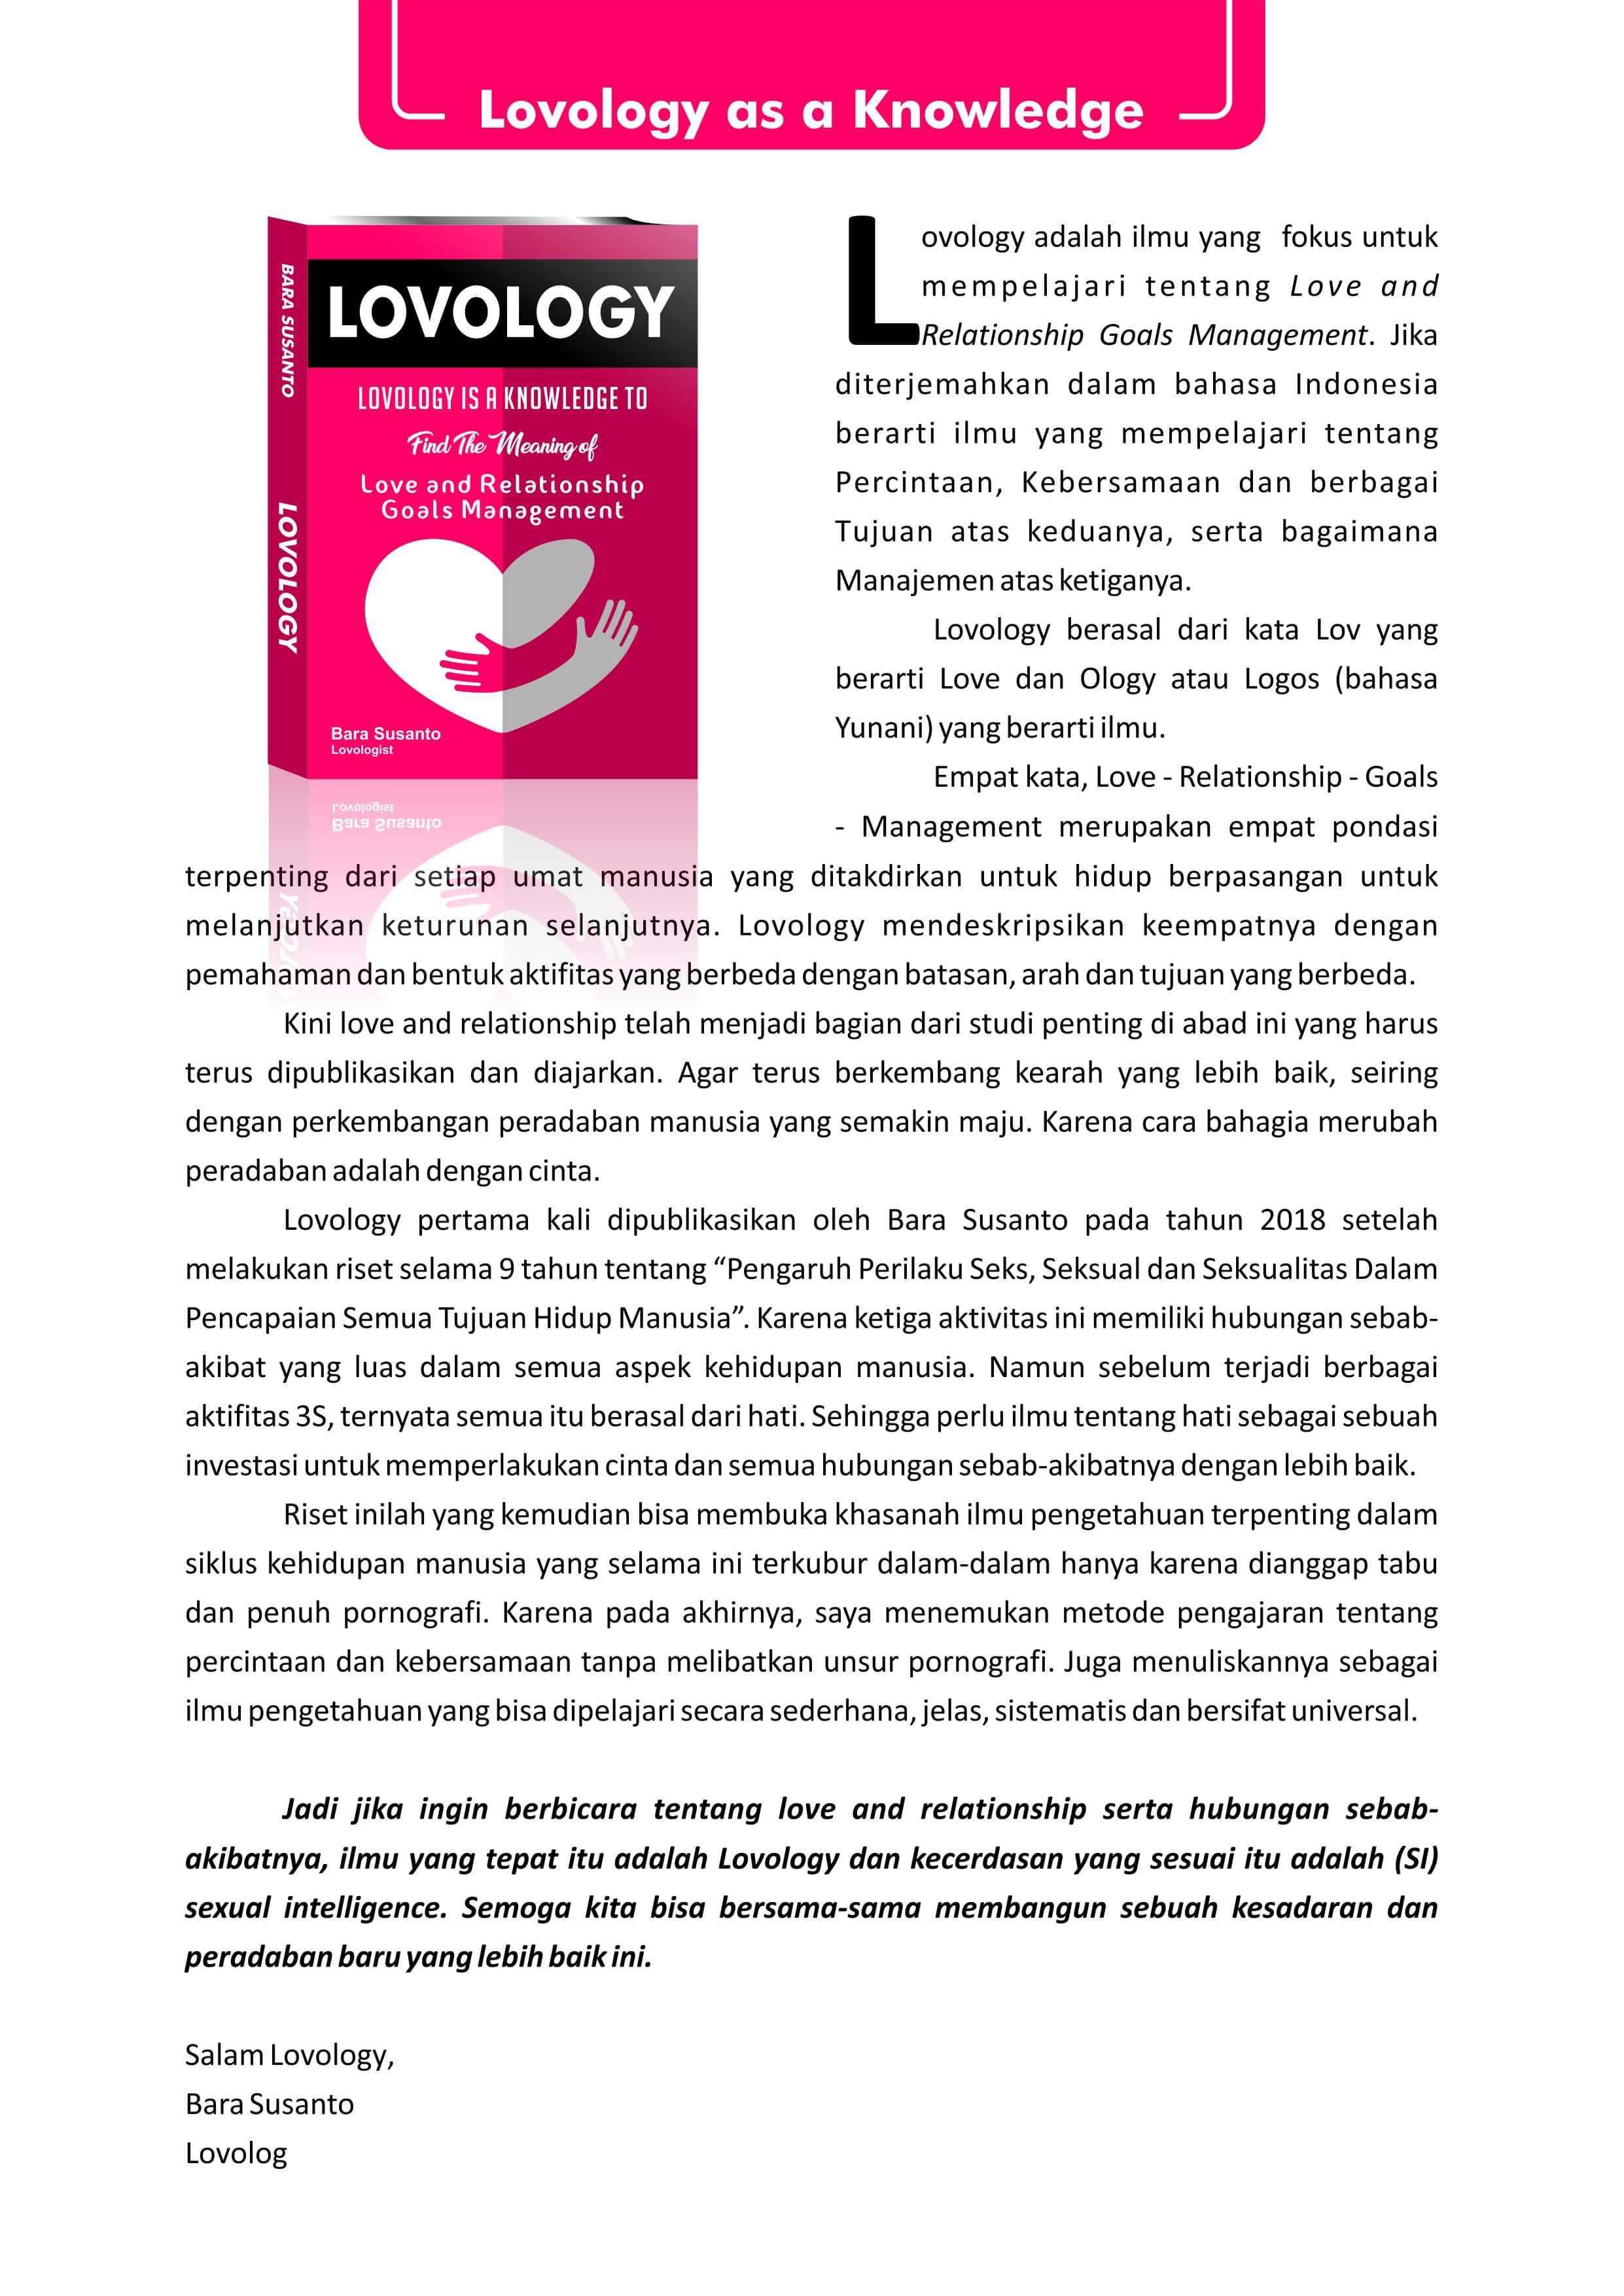 Lovology as a Knowledge
BARA SUSANTO
LOVOLOGY
LOVOLOGY
LOVOLOGY IS A KNOWLEDGE TO
Find The Meaning of
Love and Relationship
Goals Management
Bara Susanto
Lovologist
Lovology adalah ilmu yang fokus untuk
mempelajari tentang Love and
Relationship Goals Management. Jika
diterjemahkan dalam bahasa Indonesia
berarti ilmu yang mempelajari tentang
Percintaan, Kebersamaan dan berbagai
Tujuan atas keduanya, serta bagaimana
Manajemen atas ketiganya.
Lovology berasal dari kata Lov yang
berarti Love dan Ology atau Logos (bahasa
Yunani) yang berarti ilmu.
Empat kata, Love - Relationship - Goals
- Management merupakan empat pondasi
terpenting dari setiap umat manusia yang ditakdirkan untuk hidup berpasangan untuk
melanjutkan keturunan selanjutnya. Lovology mendeskripsikan keempatnya dengan
pemahaman dan bentuk aktifitas yang berbeda dengan batasan, arah dan tujuan yang berbeda.
Kini love and relationship telah menjadi bagian dari studi penting di abad ini yang harus
terus dipublikasikan dan diajarkan. Agar terus berkembang kearah yang lebih baik, seiring
dengan perkembangan peradaban manusia yang semakin maju. Karena cara bahagia merubah
peradaban adalah dengan cinta.
Lovology pertama kali dipublikasikan oleh Bara Susanto pada tahun 2018 setelah
melakukan riset selama 9 tahun tentang “Pengaruh Perilaku Seks, Seksual dan Seksualitas Dalam
Pencapaian Semua Tujuan Hidup Manusia”. Karena ketiga aktivitas ini memiliki hubungan sebab-
akibat yang luas dalam semua aspek kehidupan manusia. Namun sebelum terjadi berbagai
aktifitas 3S, ternyata semua itu berasal dari hati. Sehingga perlu ilmu tentang hati sebagai sebuah
investasi untuk memperlakukan cinta dan semua hubungan sebab-akibatnya dengan lebih baik.
Riset inilah yang kemudian bisa membuka khasanah ilmu pengetahuan terpenting dalam
siklus kehidupan manusia yang selama ini terkubur dalam-dalam hanya karena dianggap tabu
dan penuh pornografi. Karena pada akhirnya, saya menemukan metode pengajaran tentang
percintaan dan kebersamaan tanpa melibatkan unsur pornografi. Juga menuliskannya sebagai
ilmu pengetahuan yang bisa dipelajari secara sederhana, jelas, sistematis dan bersifat universal.
Jadi jika ingin berbicara tentang love and relationship serta hubungan sebab-
akibatnya, ilmu yang tepat itu adalah Lovology dan kecerdasan yang sesuai itu adalah (SI)
sexual intelligence. Semoga kita bisa bersama-sama membangun sebuah kesadaran dan
peradaban baru yang lebih baik ini.
Salam Lovology,
Bara Susanto
Lovolog